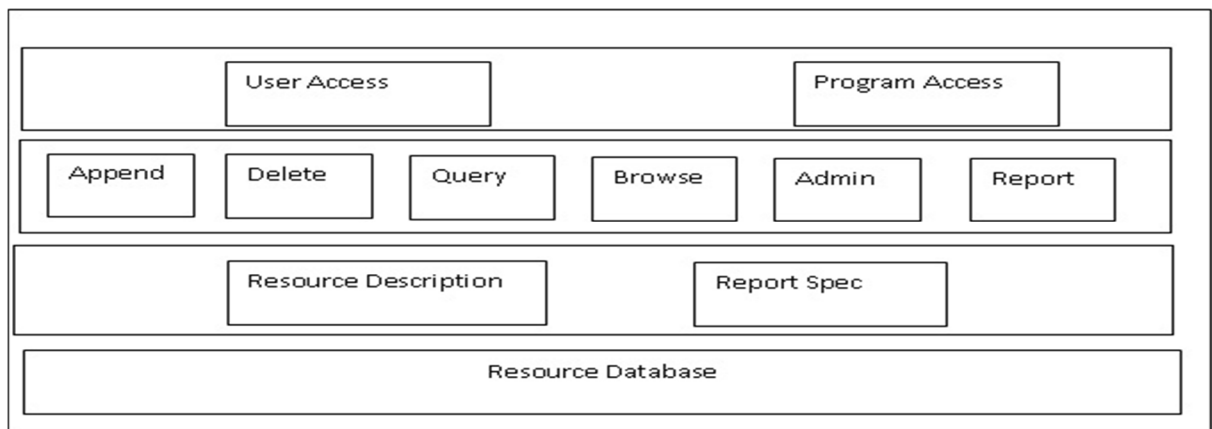 User Access
Program Access
Append
Delete
Query
Browse
Admin
Report
Resource Description
Report Spec
Resource Database